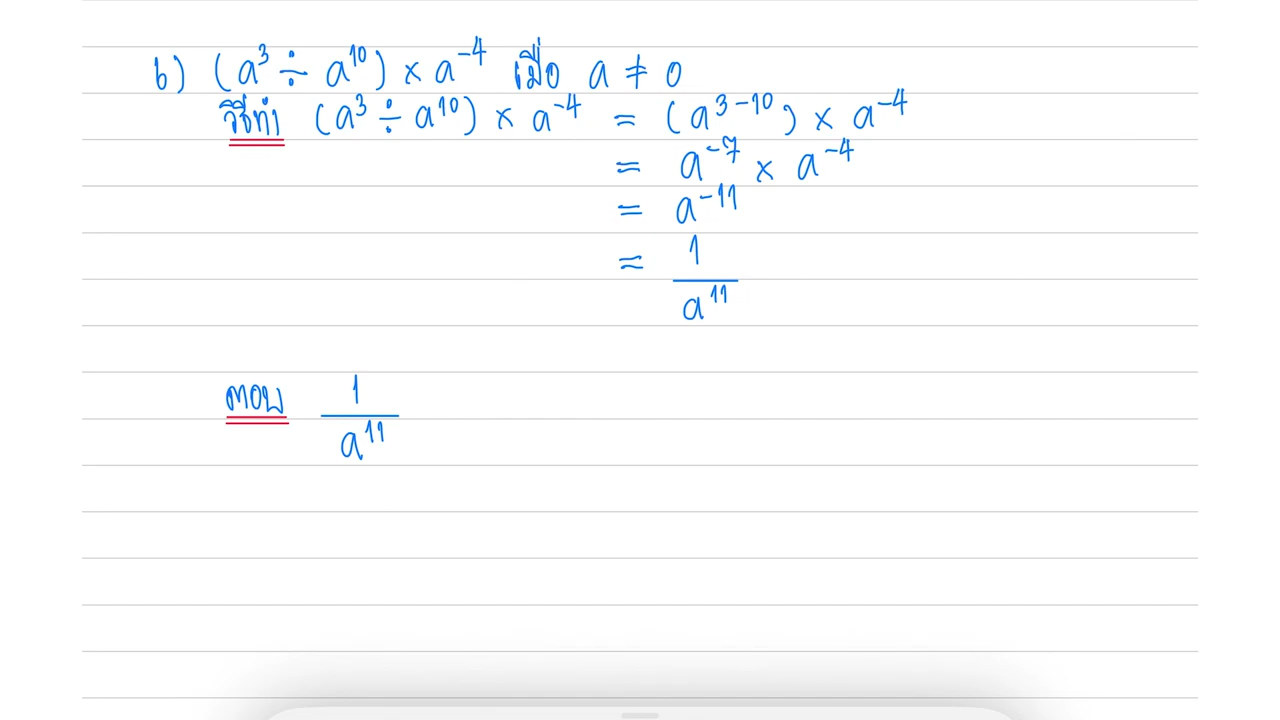 6) (a³ ÷ a¹⁰) × a⁻⁴ เมื่อ a ≠ 0
วิธีทำ (a³ ÷ a¹⁰) × a⁻⁴ = (a³⁻¹⁰) × a⁻⁴
= a⁻⁷ × a⁻⁴
= a⁻¹¹
= 1/a¹¹
ตอบ 1/a¹¹